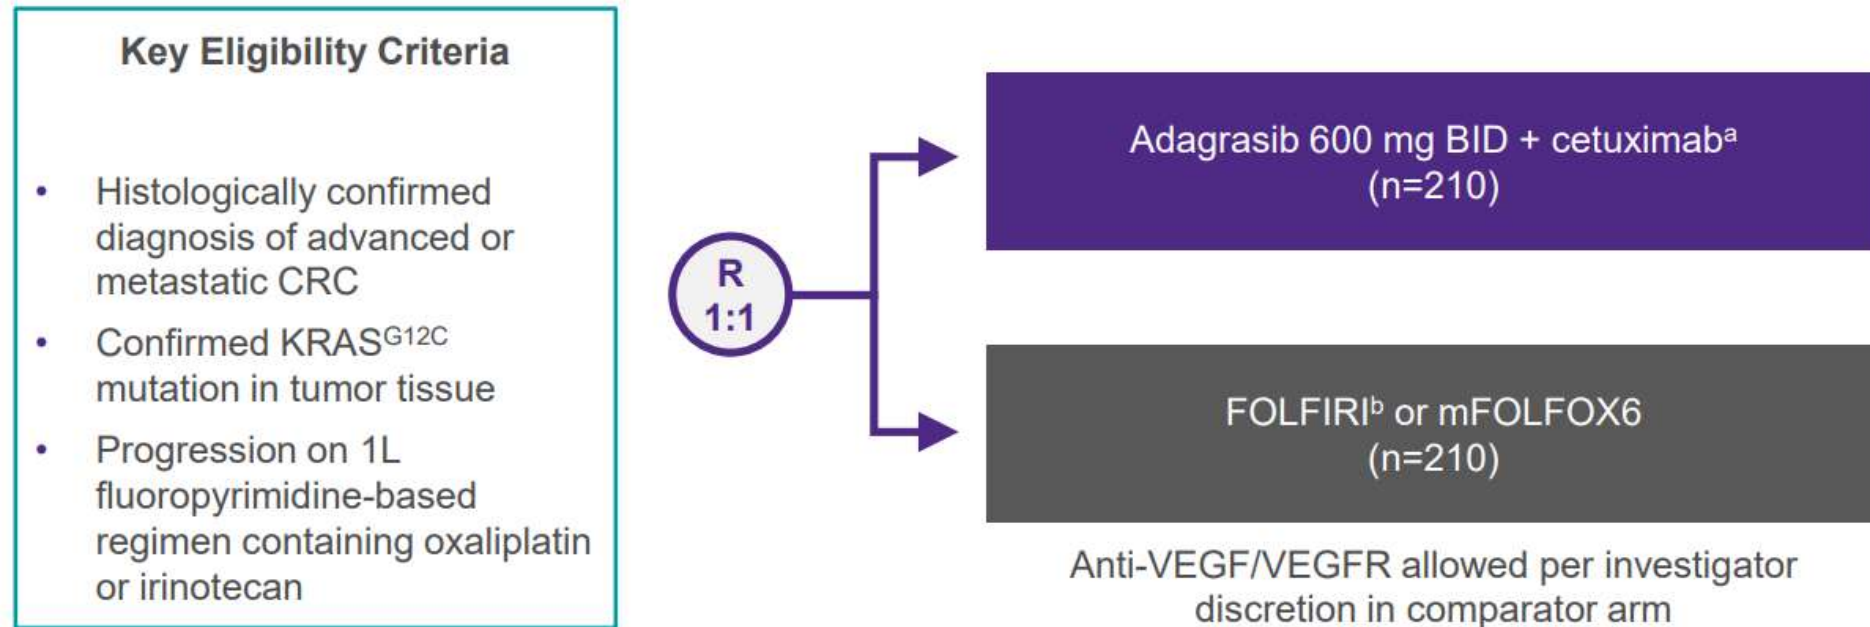 Key Eligibility Criteria
• Histologically confirmed
diagnosis of advanced or
metastatic CRC
• Confirmed KRASᴳ¹²ᶜ
mutation in tumor tissue
• Progression on 1L
fluoropyrimidine-based
regimen containing oxaliplatin
or irinotecan
R
1:1
Adagrasib 600 mg BID + cetuximabᵃ
(n=210)
FOLFIRIᵇ or mFOLFOX6
(n=210)
Anti-VEGF/VEGFR allowed per investigator
discretion in comparator arm